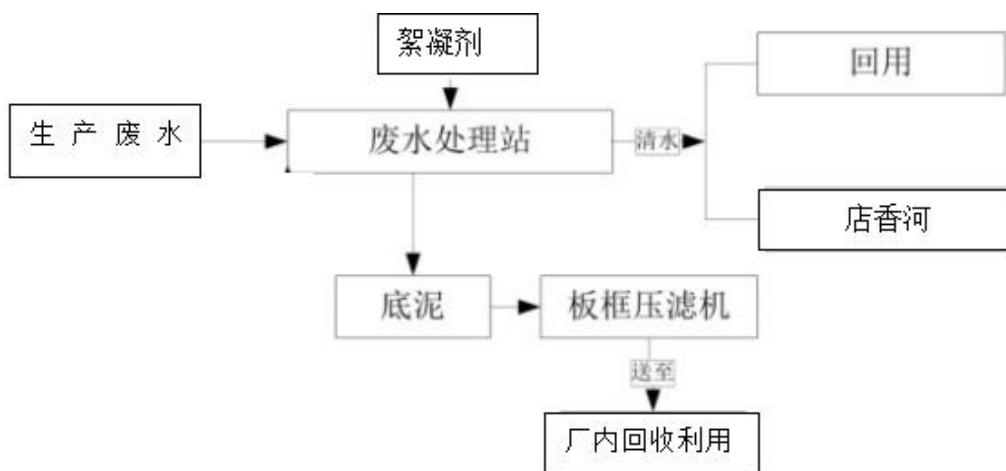 絮凝剂
回用
生产废水
废水处理站
清水
店香河
底泥
板框压滤机
送至
厂内回收利用